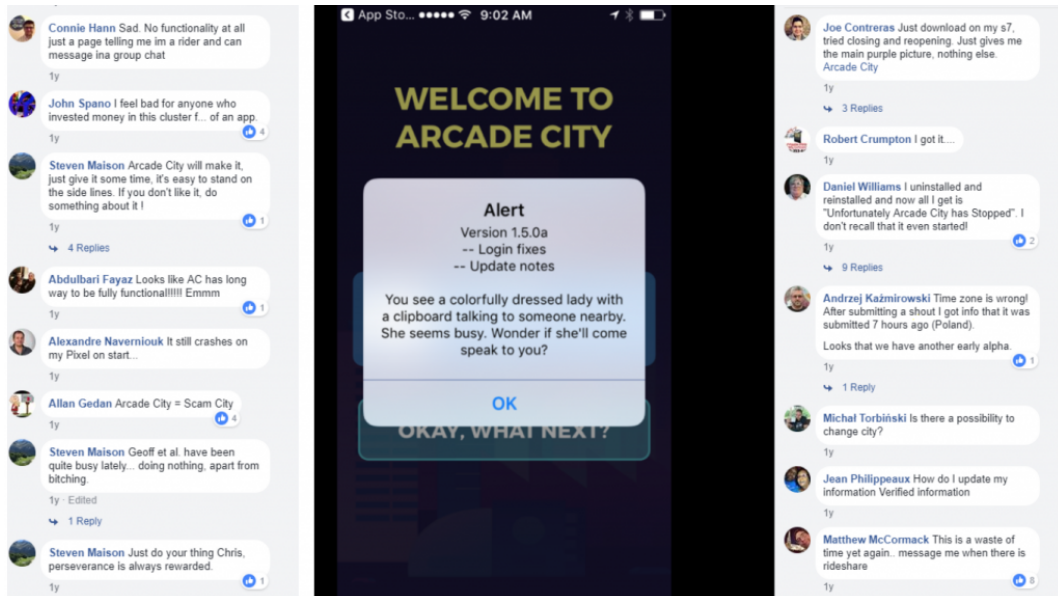 Connie Hann Sad. No functionality at all
just a page telling me im a rider and can
message ina group chat
1y
John Spano I feel bad for anyone who
invested money in this cluster f... of an app.
4
1y
Steven Maison Arcade City will make it,
just give it some time, it's easy to stand on
the side lines. If you don't like it, do
something about it !
1
1y
4 Replies
Abdulbari Fayaz Looks like AC has long
way to be fully functional!!!!! Emmm
1
1y
Alexandre Naverniouk It still crashes on
my Pixel on start...
1y
Allan Gedan Arcade City = Scam City
4
1y
Steven Maison Geoff et al. have been
quite busy lately... doing nothing, apart from
bitching.
1y · Edited
1 Reply
Steven Maison Just do your thing Chris,
perseverance is always rewarded.
1
1y
App Sto... 9:02 AM
WELCOME TO
ARCADE CITY
Alert
Version 1.5.0a
-- Login fixes
-- Update notes
You see a colorfully dressed lady with
a clipboard talking to someone nearby.
She seems busy. Wonder if she'll come
speak to you?
OK
OKAY, WHAT NEXT?
Joe Contreras Just download on my s7,
tried closing and reopening. Just gives me
the main purple picture, nothing else.
Arcade City
1y
3 Replies
Robert Crumpton I got it....
1y
Daniel Williams I uninstalled and
reinstalled and now all I get is
"Unfortunately Arcade City has Stopped". I
don't recall that it even started!
2
1y
9 Replies
Andrzej Kaźmirowski Time zone is wrong!
After submitting a shout I got info that it was
submitted 7 hours ago (Poland).
Looks that we have another early alpha.
1
1y
1 Reply
Michał Torbiński Is there a possibility to
change city?
1y
Jean Philippeaux How do I update my
information Verified information
1y
Matthew McCormack This is a waste of
time yet again.. message me when there is
rideshare
8
1y